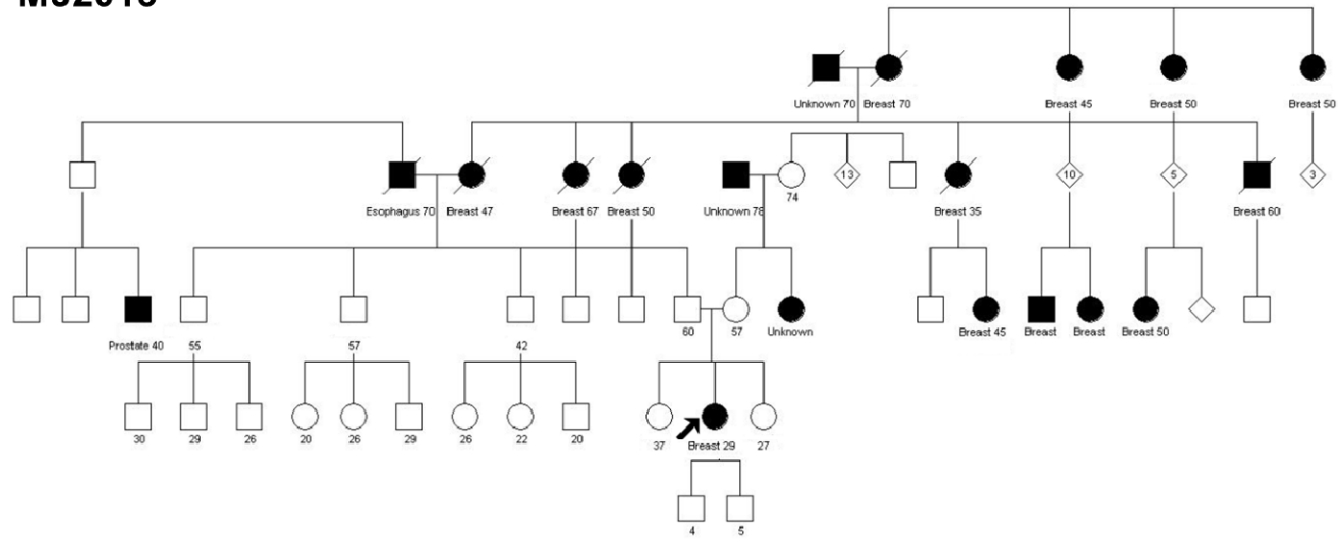 Unknown 70 Breast 70 Breast 45 Breast 50 Breast 50
13 10 5 3
74
Esophagus 70 Breast 47 Breast 67 Breast 50 Unknown 78 Breast 35 Breast 60
60 57 Unknown Breast 45 Breast Breast Breast 50
Prostate 40 55 57 42
30 29 26 20 26 29 26 22 20 37 Breast 29 27
4 5